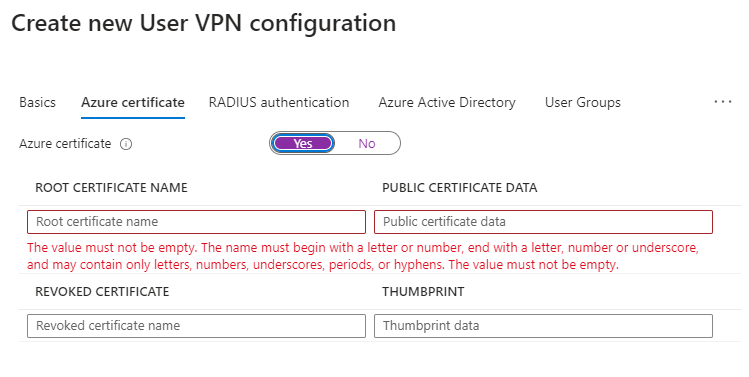 Create new User VPN configuration
Basics Azure certificate RADIUS authentication Azure Active Directory User Groups ...
Azure certificate Yes No
ROOT CERTIFICATE NAME PUBLIC CERTIFICATE DATA
Root certificate name Public certificate data
The value must not be empty. The name must begin with a letter or number, end with a letter, number or underscore,
and may contain only letters, numbers, underscores, periods, or hyphens. The value must not be empty.
REVOKED CERTIFICATE THUMBPRINT
Revoked certificate name Thumbprint data